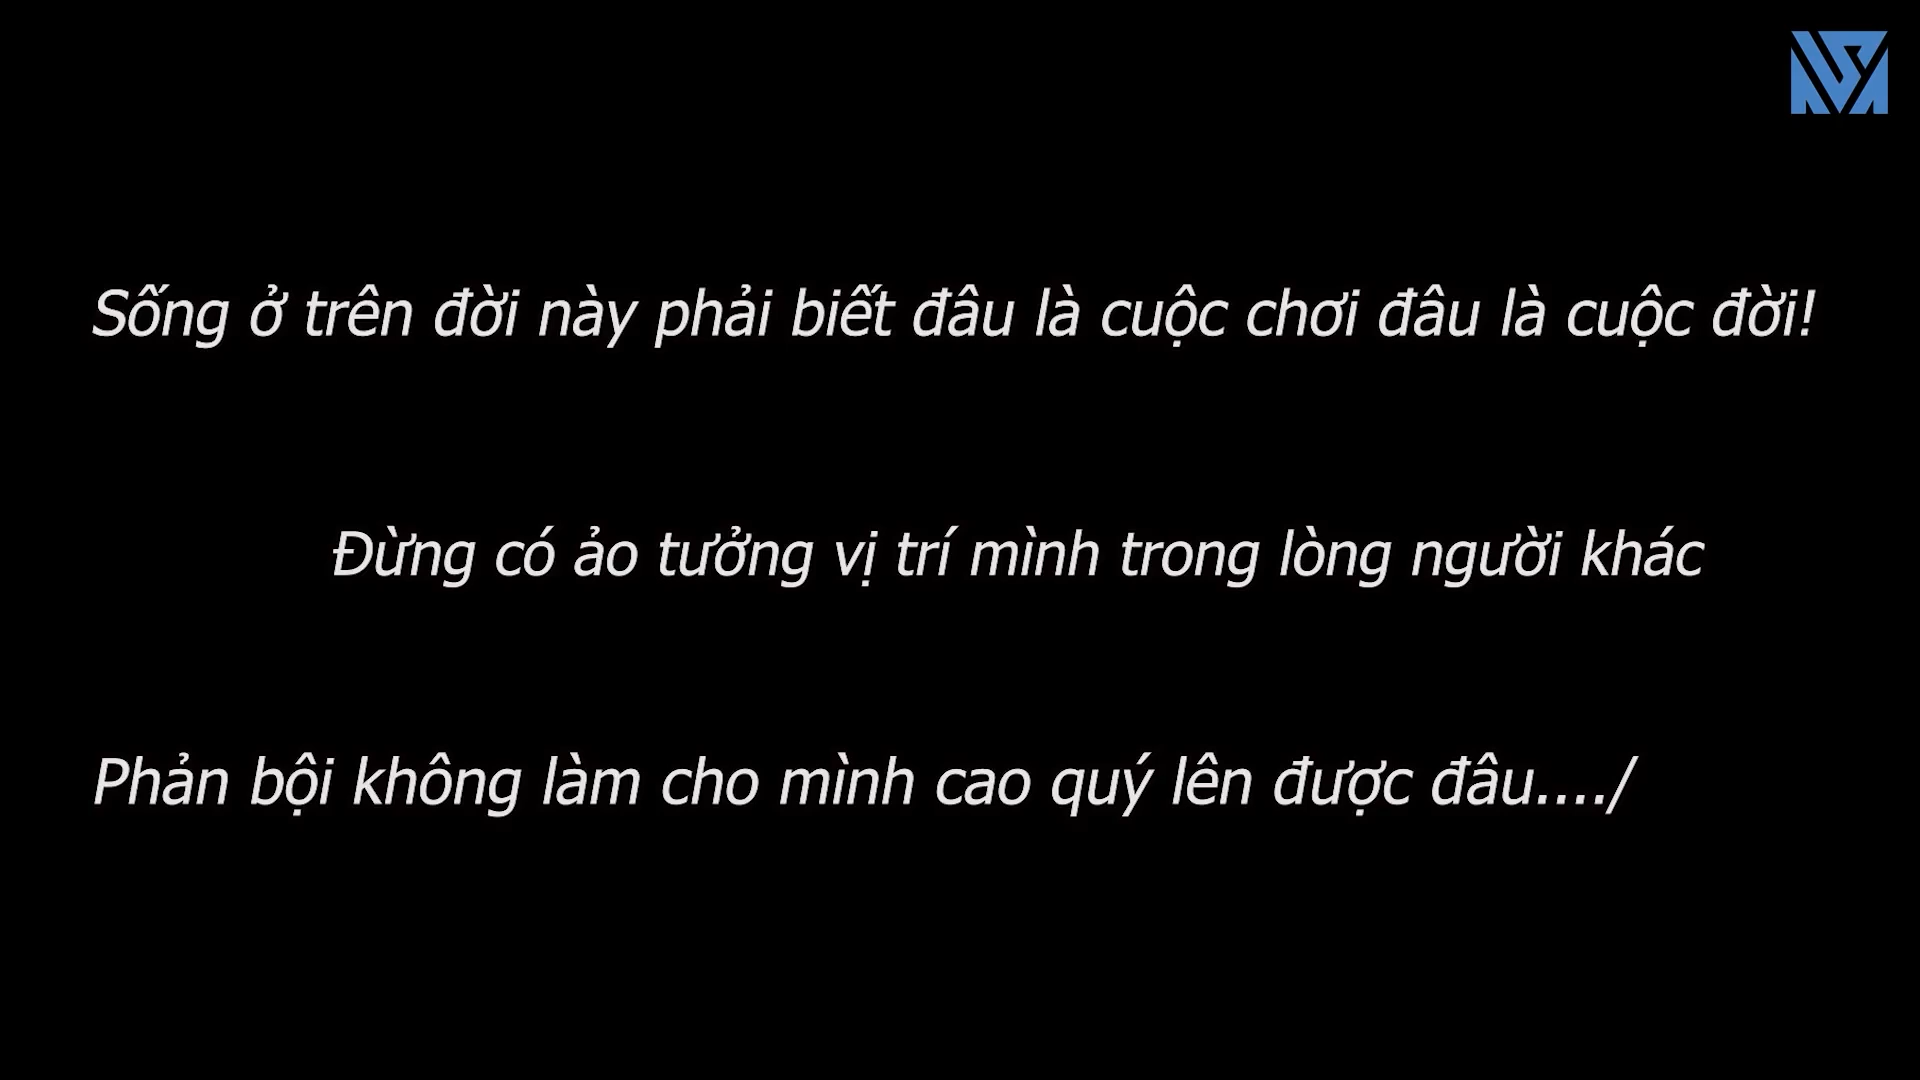 Sống ở trên đời này phải biết đâu là cuộc chơi đâu là cuộc đời!
Đừng có ảo tưởng vị trí mình trong lòng người khác
Phản bội không làm cho mình cao quý lên được đâu..../